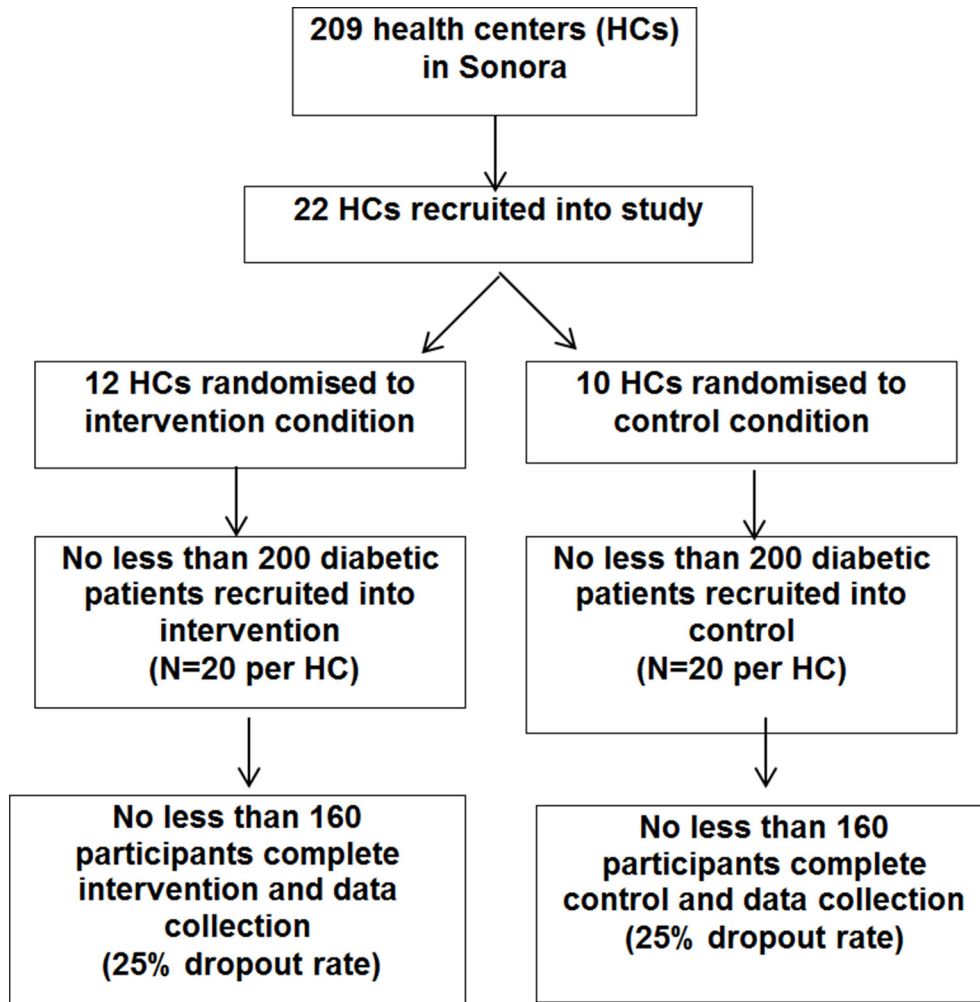 209 health centers (HCs)
in Sonora
22 HCs recruited into study
12 HCs randomised to
intervention condition
10 HCs randomised to
control condition
No less than 200 diabetic
patients recruited into
intervention
(N=20 per HC)
No less than 200 diabetic
patients recruited into
control
(N=20 per HC)
No less than 160
participants complete
intervention and data
collection
(25% dropout rate)
No less than 160
participants complete
control and data collection
(25% dropout rate)